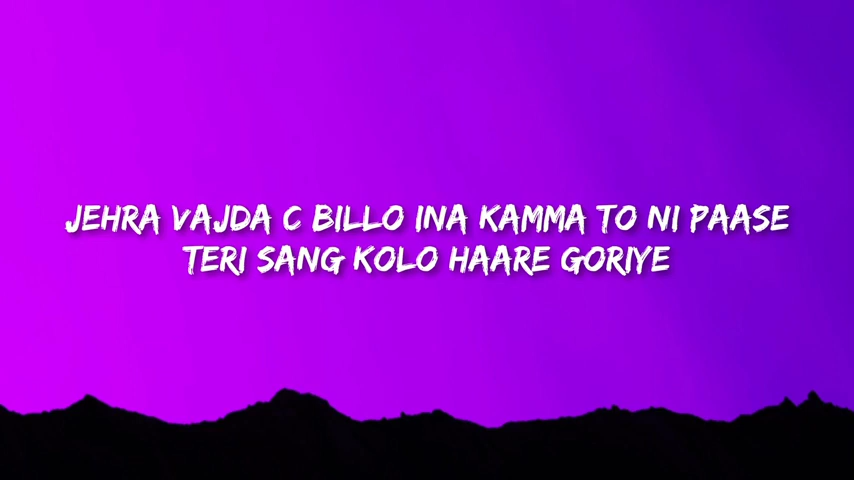 JEHRA VAJDA C BILLO INA KAMMA TO NI PAASE
TERI SANG KOLO HAARE GORIYE